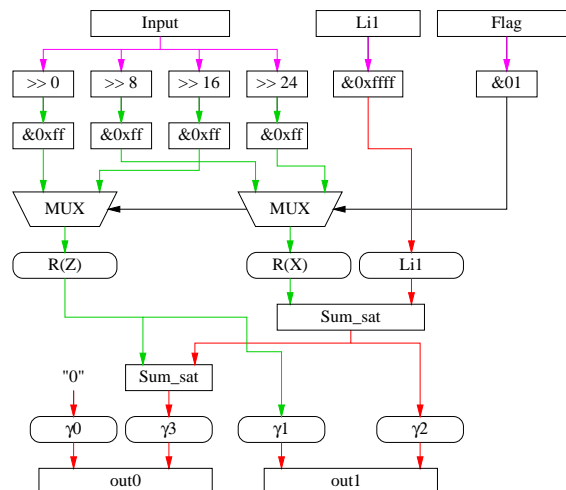 Input Li1 Flag
>> 0 >> 8 >> 16 >> 24 &0xffff &01
&0xff &0xff &0xff &0xff
MUX MUX
R(Z) R(X) Li1
Sum_sat
"0" Sum_sat
γ0 γ3 γ1 γ2
out0 out1